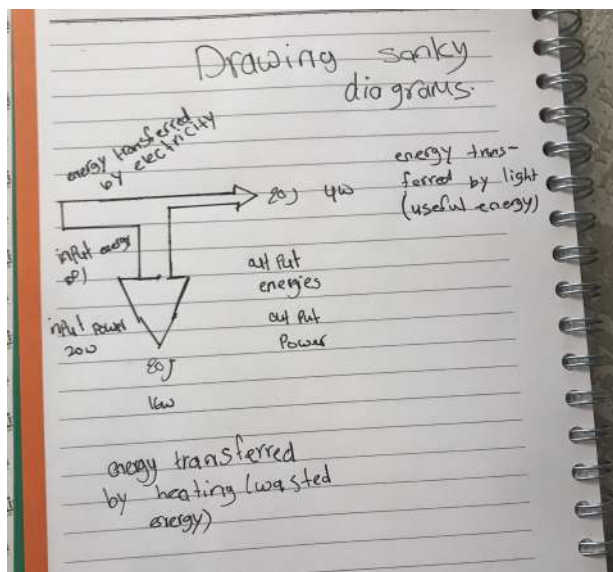 Drawing sanky
diagrams.
energy transferred
by electricity
20J 4W
energy trans-
ferred by light
(useful energy)
input energy
input power
20W
80J
16W
out put
energies
out put
Power
energy transferred
by heating (wasted
energy)